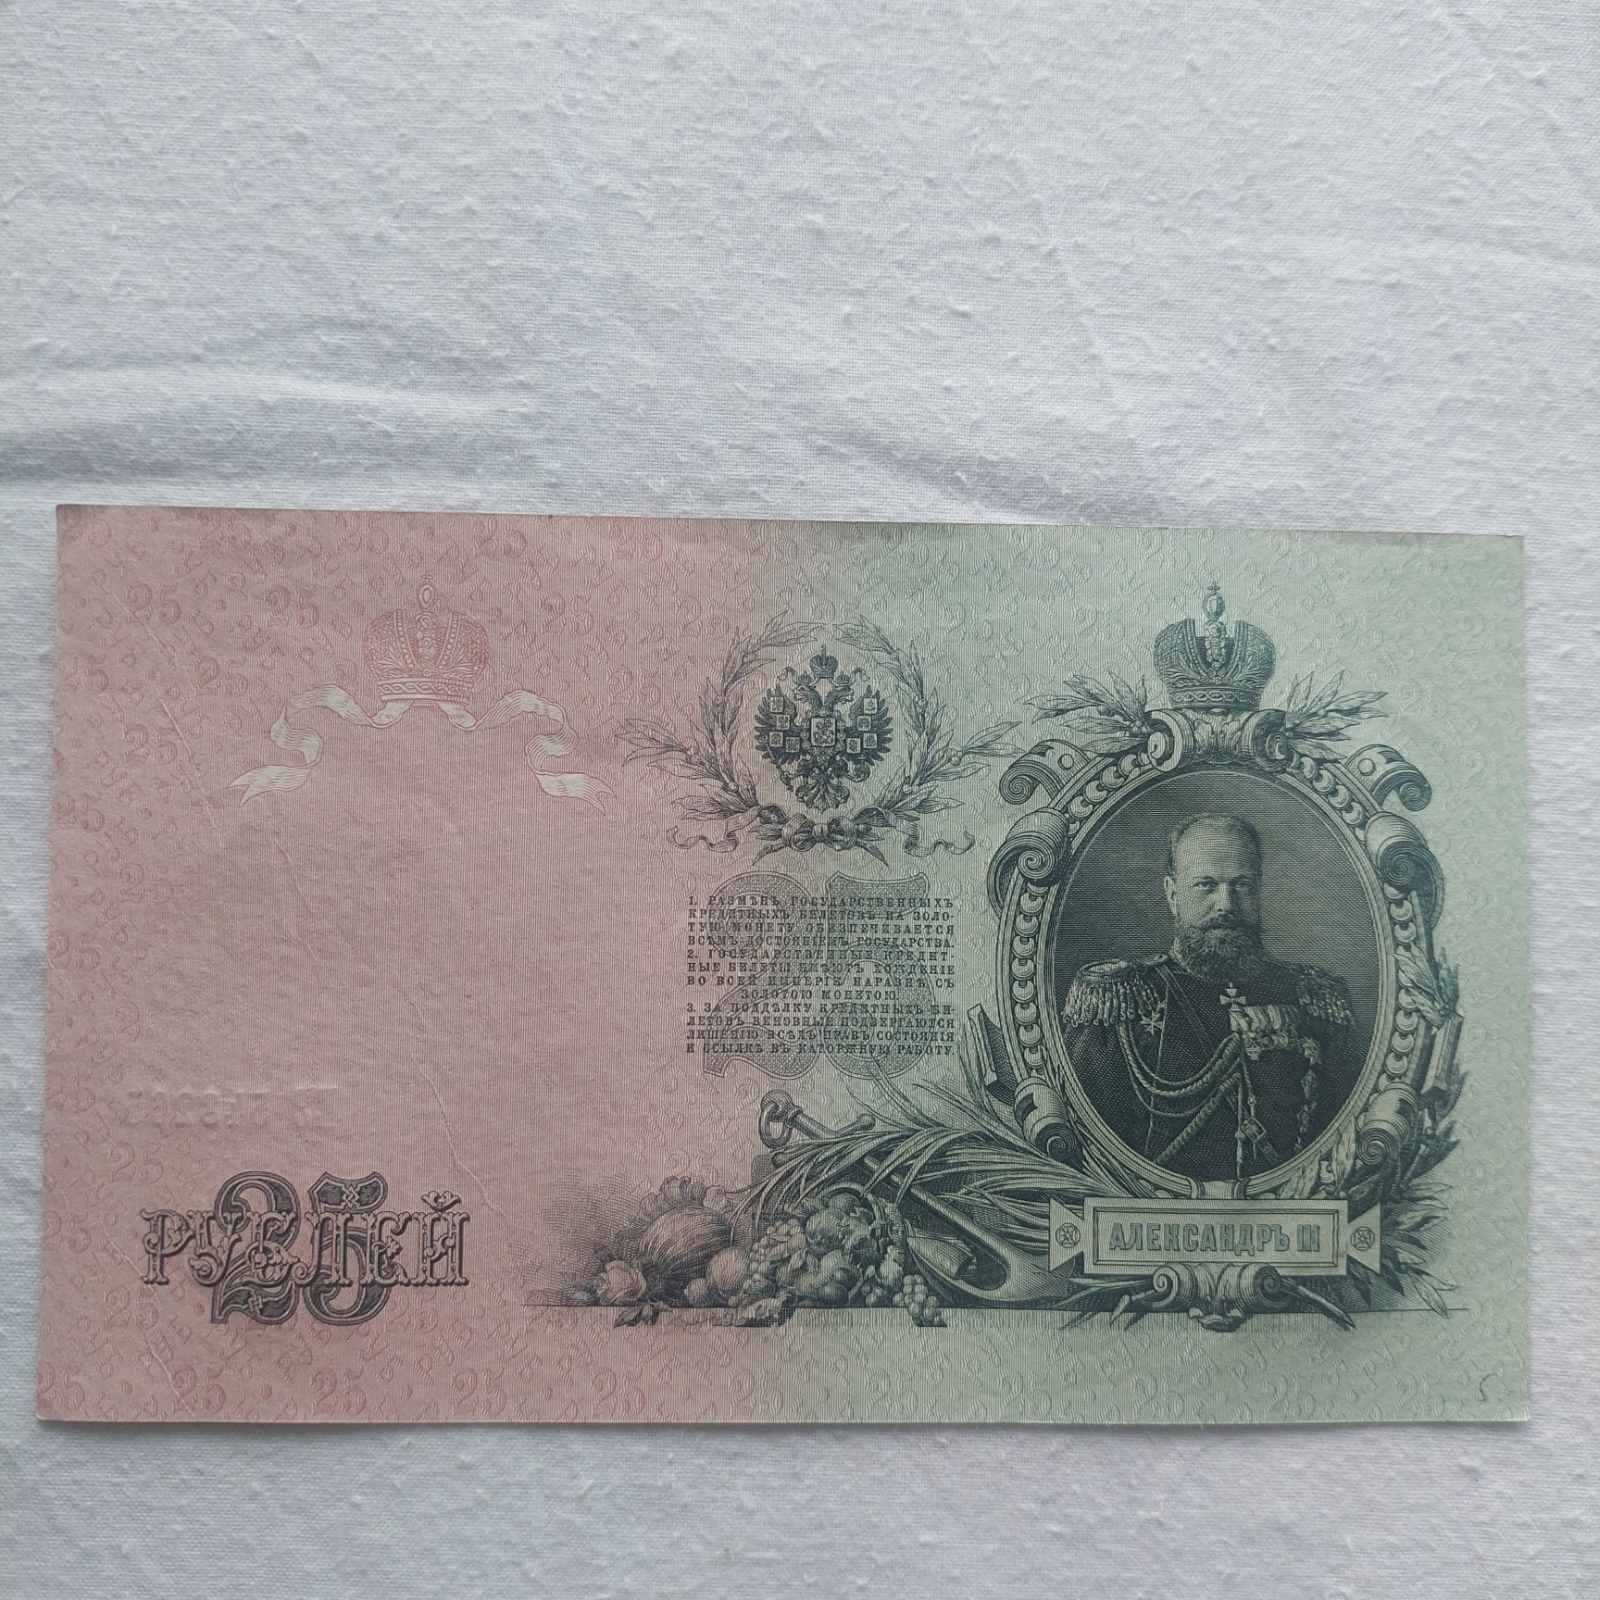 1. РАЗМѢНЪ ГОСУДАРСТВЕННЫХЪ
КРЕДИТНЫХЪ БИЛЕТОВЪ НА ЗОЛО-
ТУЮ МОНЕТУ ОБЕЗПЕЧИВАЕТСЯ
ВСѢМЪ ДОСТОЯНІЕМЪ ГОСУДАРСТВА.
2. ГОСУДАРСТВЕННЫЕ КРЕДИТ-
НЫЕ БИЛЕТЫ ИМѢЮТЪ ХОЖДЕНІЕ
ВО ВСЕЙ ИМПЕРІИ НАРАВНѢ СЪ
ЗОЛОТОЮ МОНЕТОЮ.
3. ЗА ПОДДѢЛКУ КРЕДИТНЫХЪ БИ-
ЛЕТОВЪ ВИНОВНЫЕ ПОДВЕРГАЮТСЯ
ЛИШЕНІЮ ВСѢХЪ ПРАВЪ СОСТОЯНІЯ
И ССЫЛКѢ ВЪ КАТОРЖНУЮ РАБОТУ.
25
25
РУБЛЕЙ
АЛЕКСАНДРЪ III